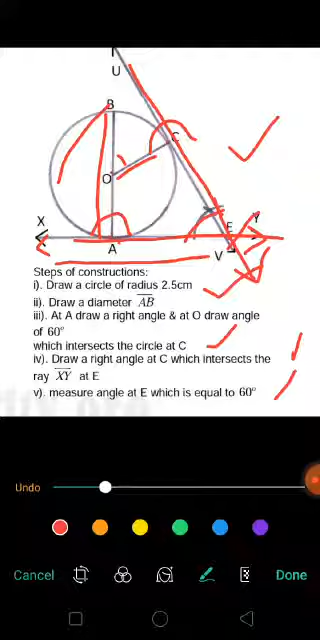 U
B
C
O
X
E
Y
A
V
Steps of constructions:
i). Draw a circle of radius 2.5cm
ii). Draw a diameter AB
iii). At A draw a right angle & at O draw angle
of 60°
which intersects the circle at C
iv). Draw a right angle at C which intersects the
ray XY at E
v). measure angle at E which is equal to 60°
Undo
Cancel
Done